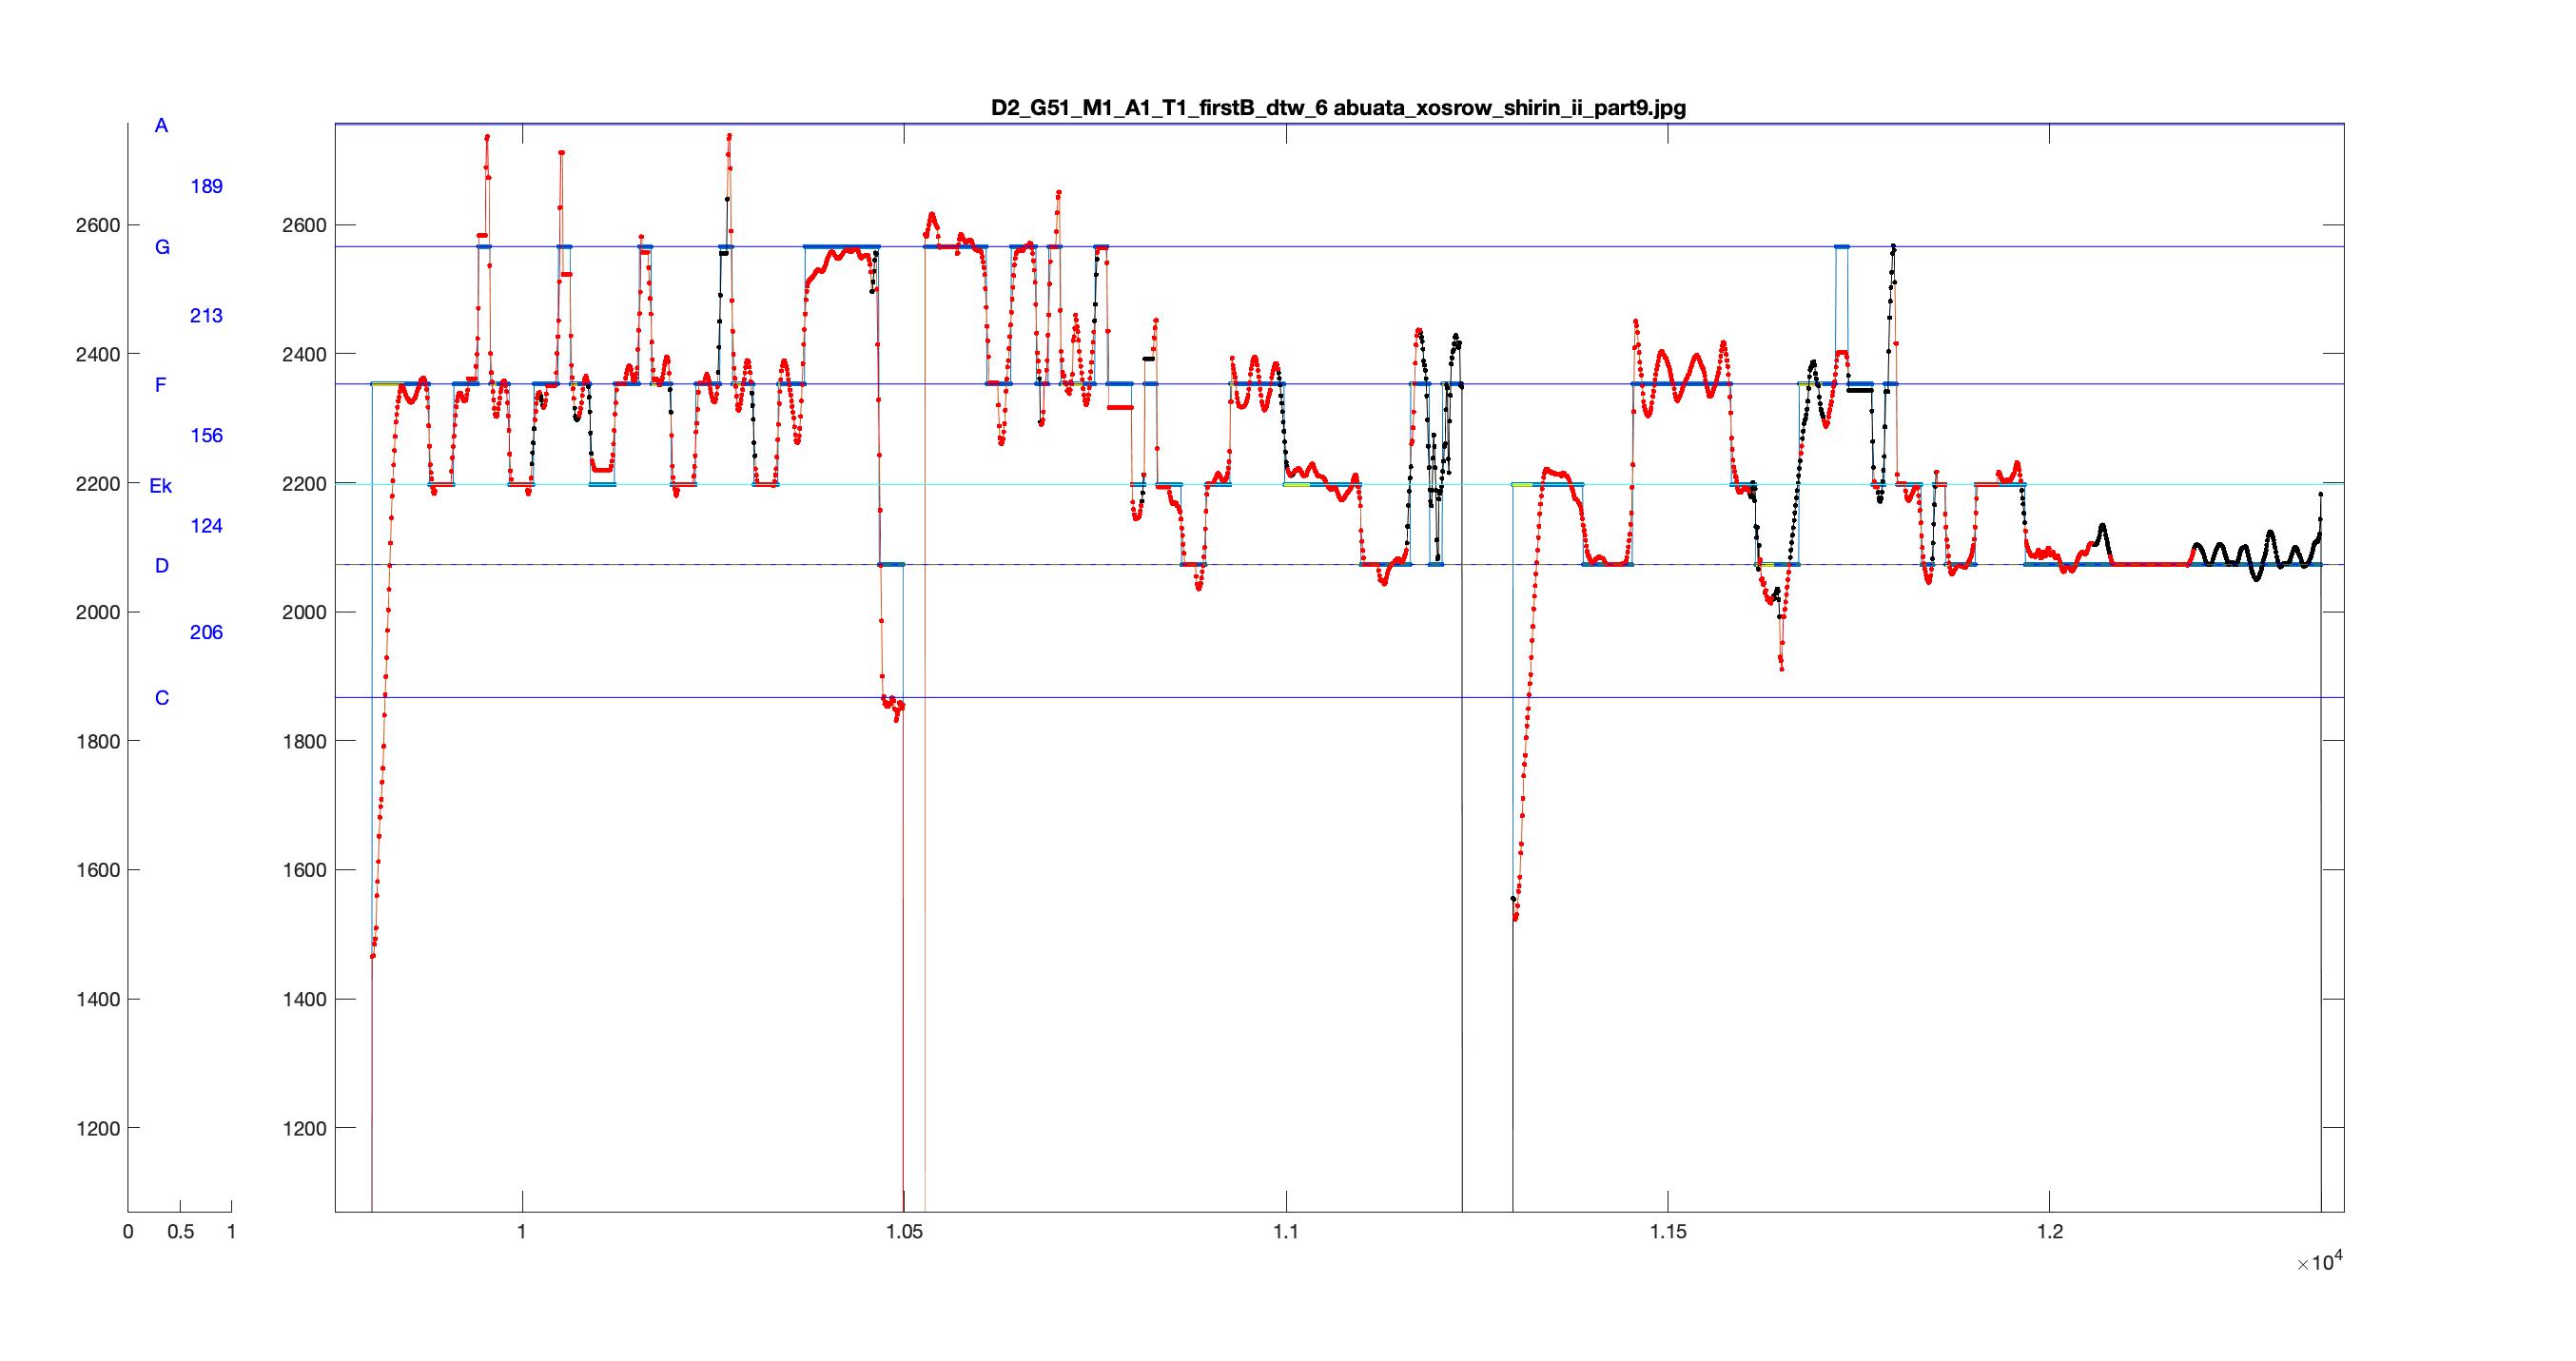 D2_G51_M1_A1_T1_firstB_dtw_6 abuata_xosrow_shirin_ii_part9.jpg
A
189
2600 G 2600
213
2400 F 2400
156
2200 Ek 2200
124
D
2000 2000
206
C
1800 1800
1600 1600
1400 1400
1200 1200
0 0.5 1 1 1.05 1.1 1.15 1.2
×10⁴